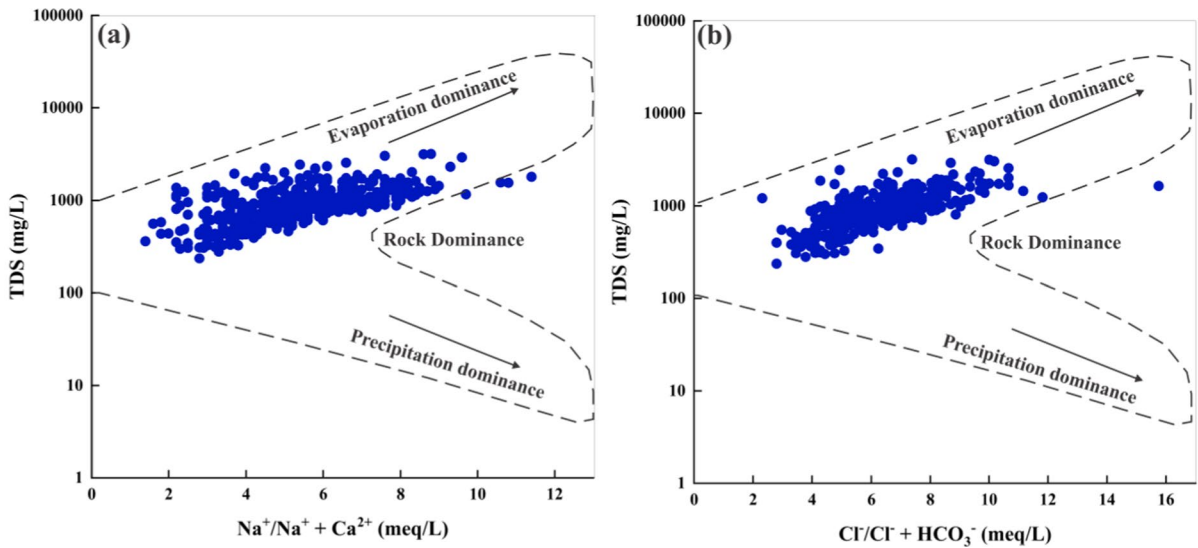 (a)
100000
10000
1000
100
10
1
TDS (mg/L)
Evaporation dominance
Rock Dominance
Precipitation dominance
0 2 4 6 8 10 12
Na⁺/Na⁺ + Ca²⁺ (meq/L)
(b)
100000
10000
1000
100
10
1
TDS (mg/L)
Evaporation dominance
Rock Dominance
Precipitation dominance
0 2 4 6 8 10 12 14 16
Cl⁻/Cl⁻ + HCO₃⁻ (meq/L)